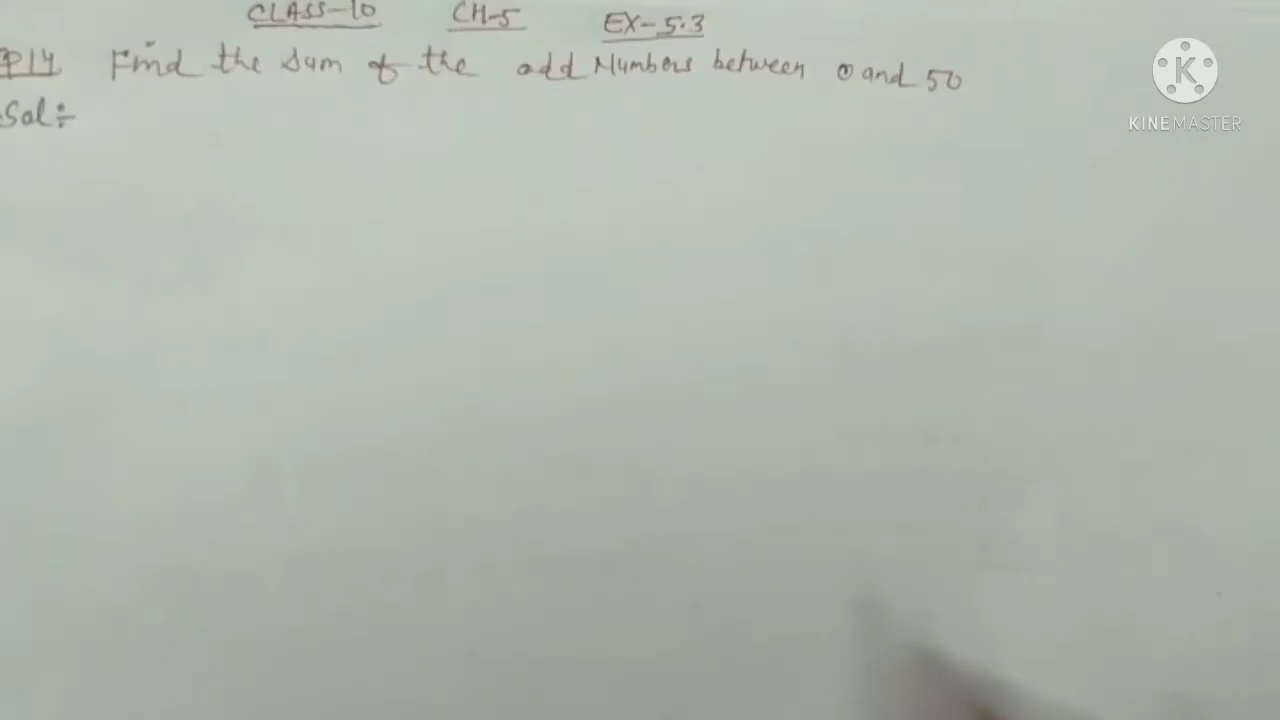 CLASS-10 CH-5 EX-5.3
Find the sum of the odd Numbers between 0 and 50
Sol÷
K
KINEMASTER